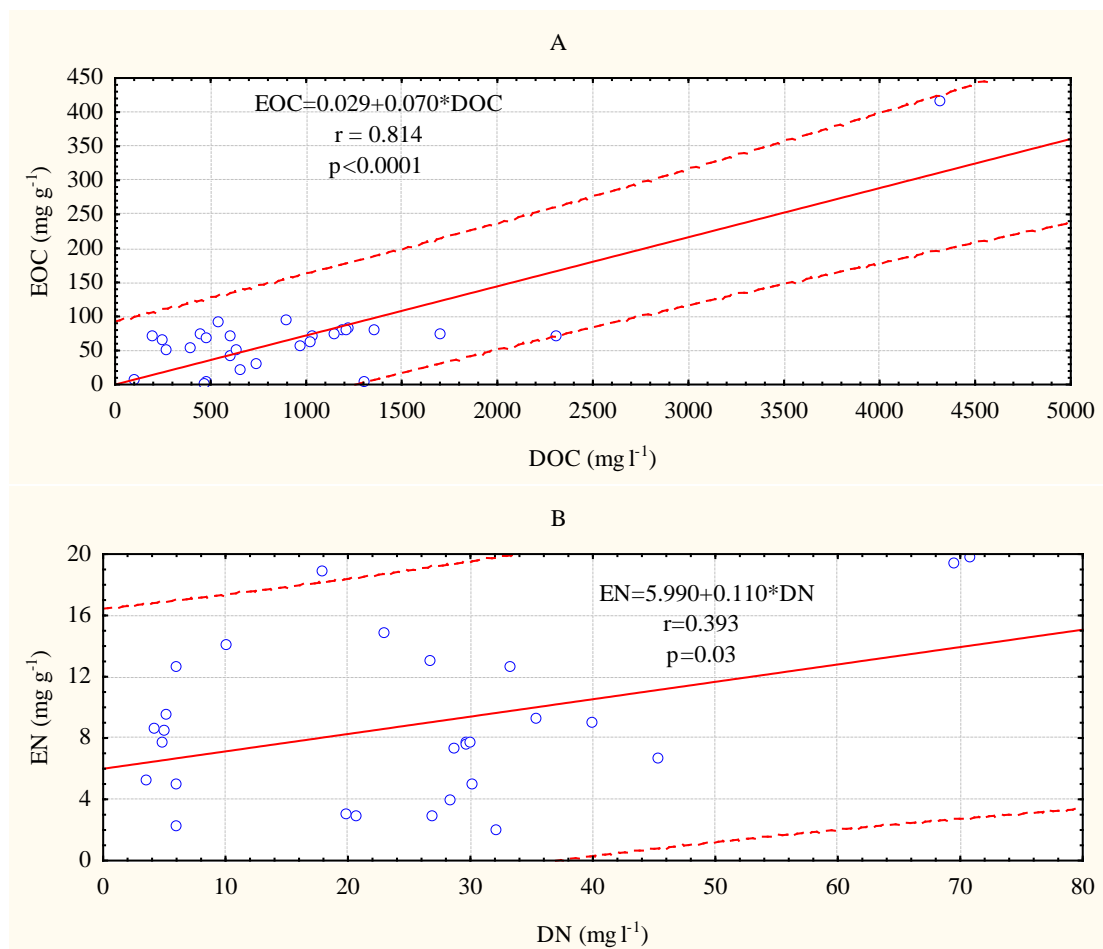 A
450
400
350
300
250
200
150
100
50
0
EOC (mg g⁻¹)
EOC=0.029+0.070*DOC
r = 0.814
p<0.0001
0 500 1000 1500 2000 2500 3000 3500 4000 4500 5000
DOC (mg l⁻¹)
B
20
16
12
8
4
0
EN (mg g⁻¹)
EN=5.990+0.110*DN
r=0.393
p=0.03
0 10 20 30 40 50 60 70 80
DN (mg l⁻¹)